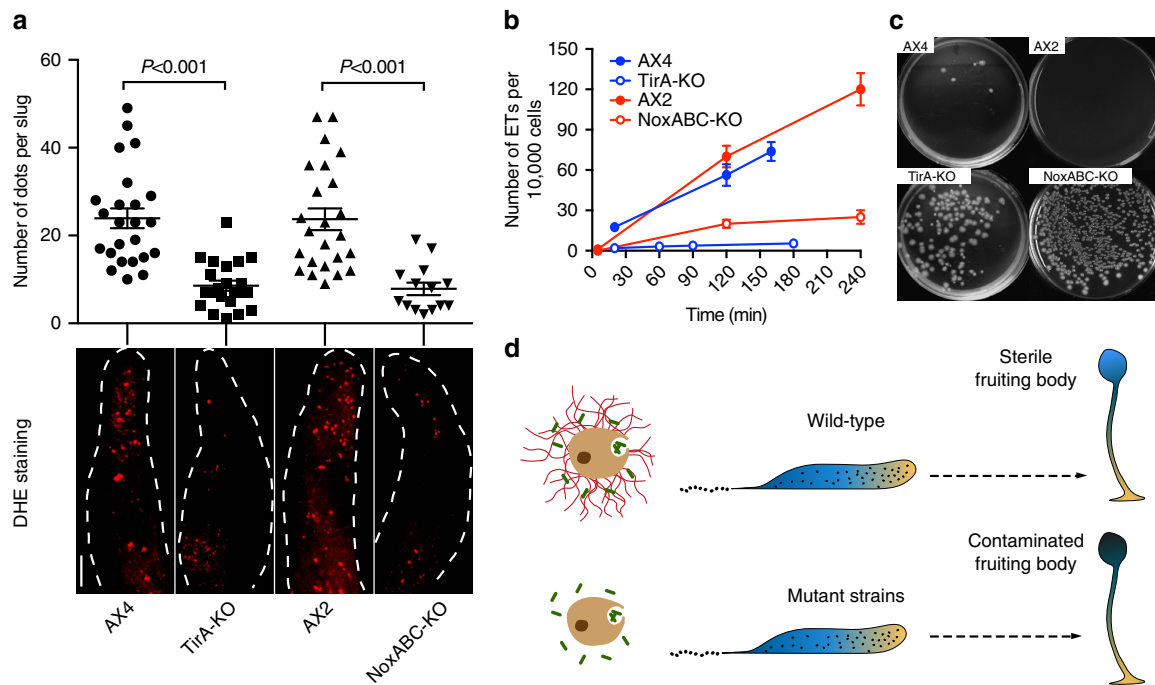 a
P<0.001
P<0.001
Number of dots per slug
60
40
20
0
DHE staining
AX4
TirA-KO
AX2
NoxABC-KO
b
Number of ETs per
10,000 cells
150
120
90
60
30
0
AX4
TirA-KO
AX2
NoxABC-KO
0
30
60
90
120
150
180
210
240
Time (min)
c
AX4
AX2
TirA-KO
NoxABC-KO
d
Wild-type
Sterile
fruiting body
Mutant strains
Contaminated
fruiting body